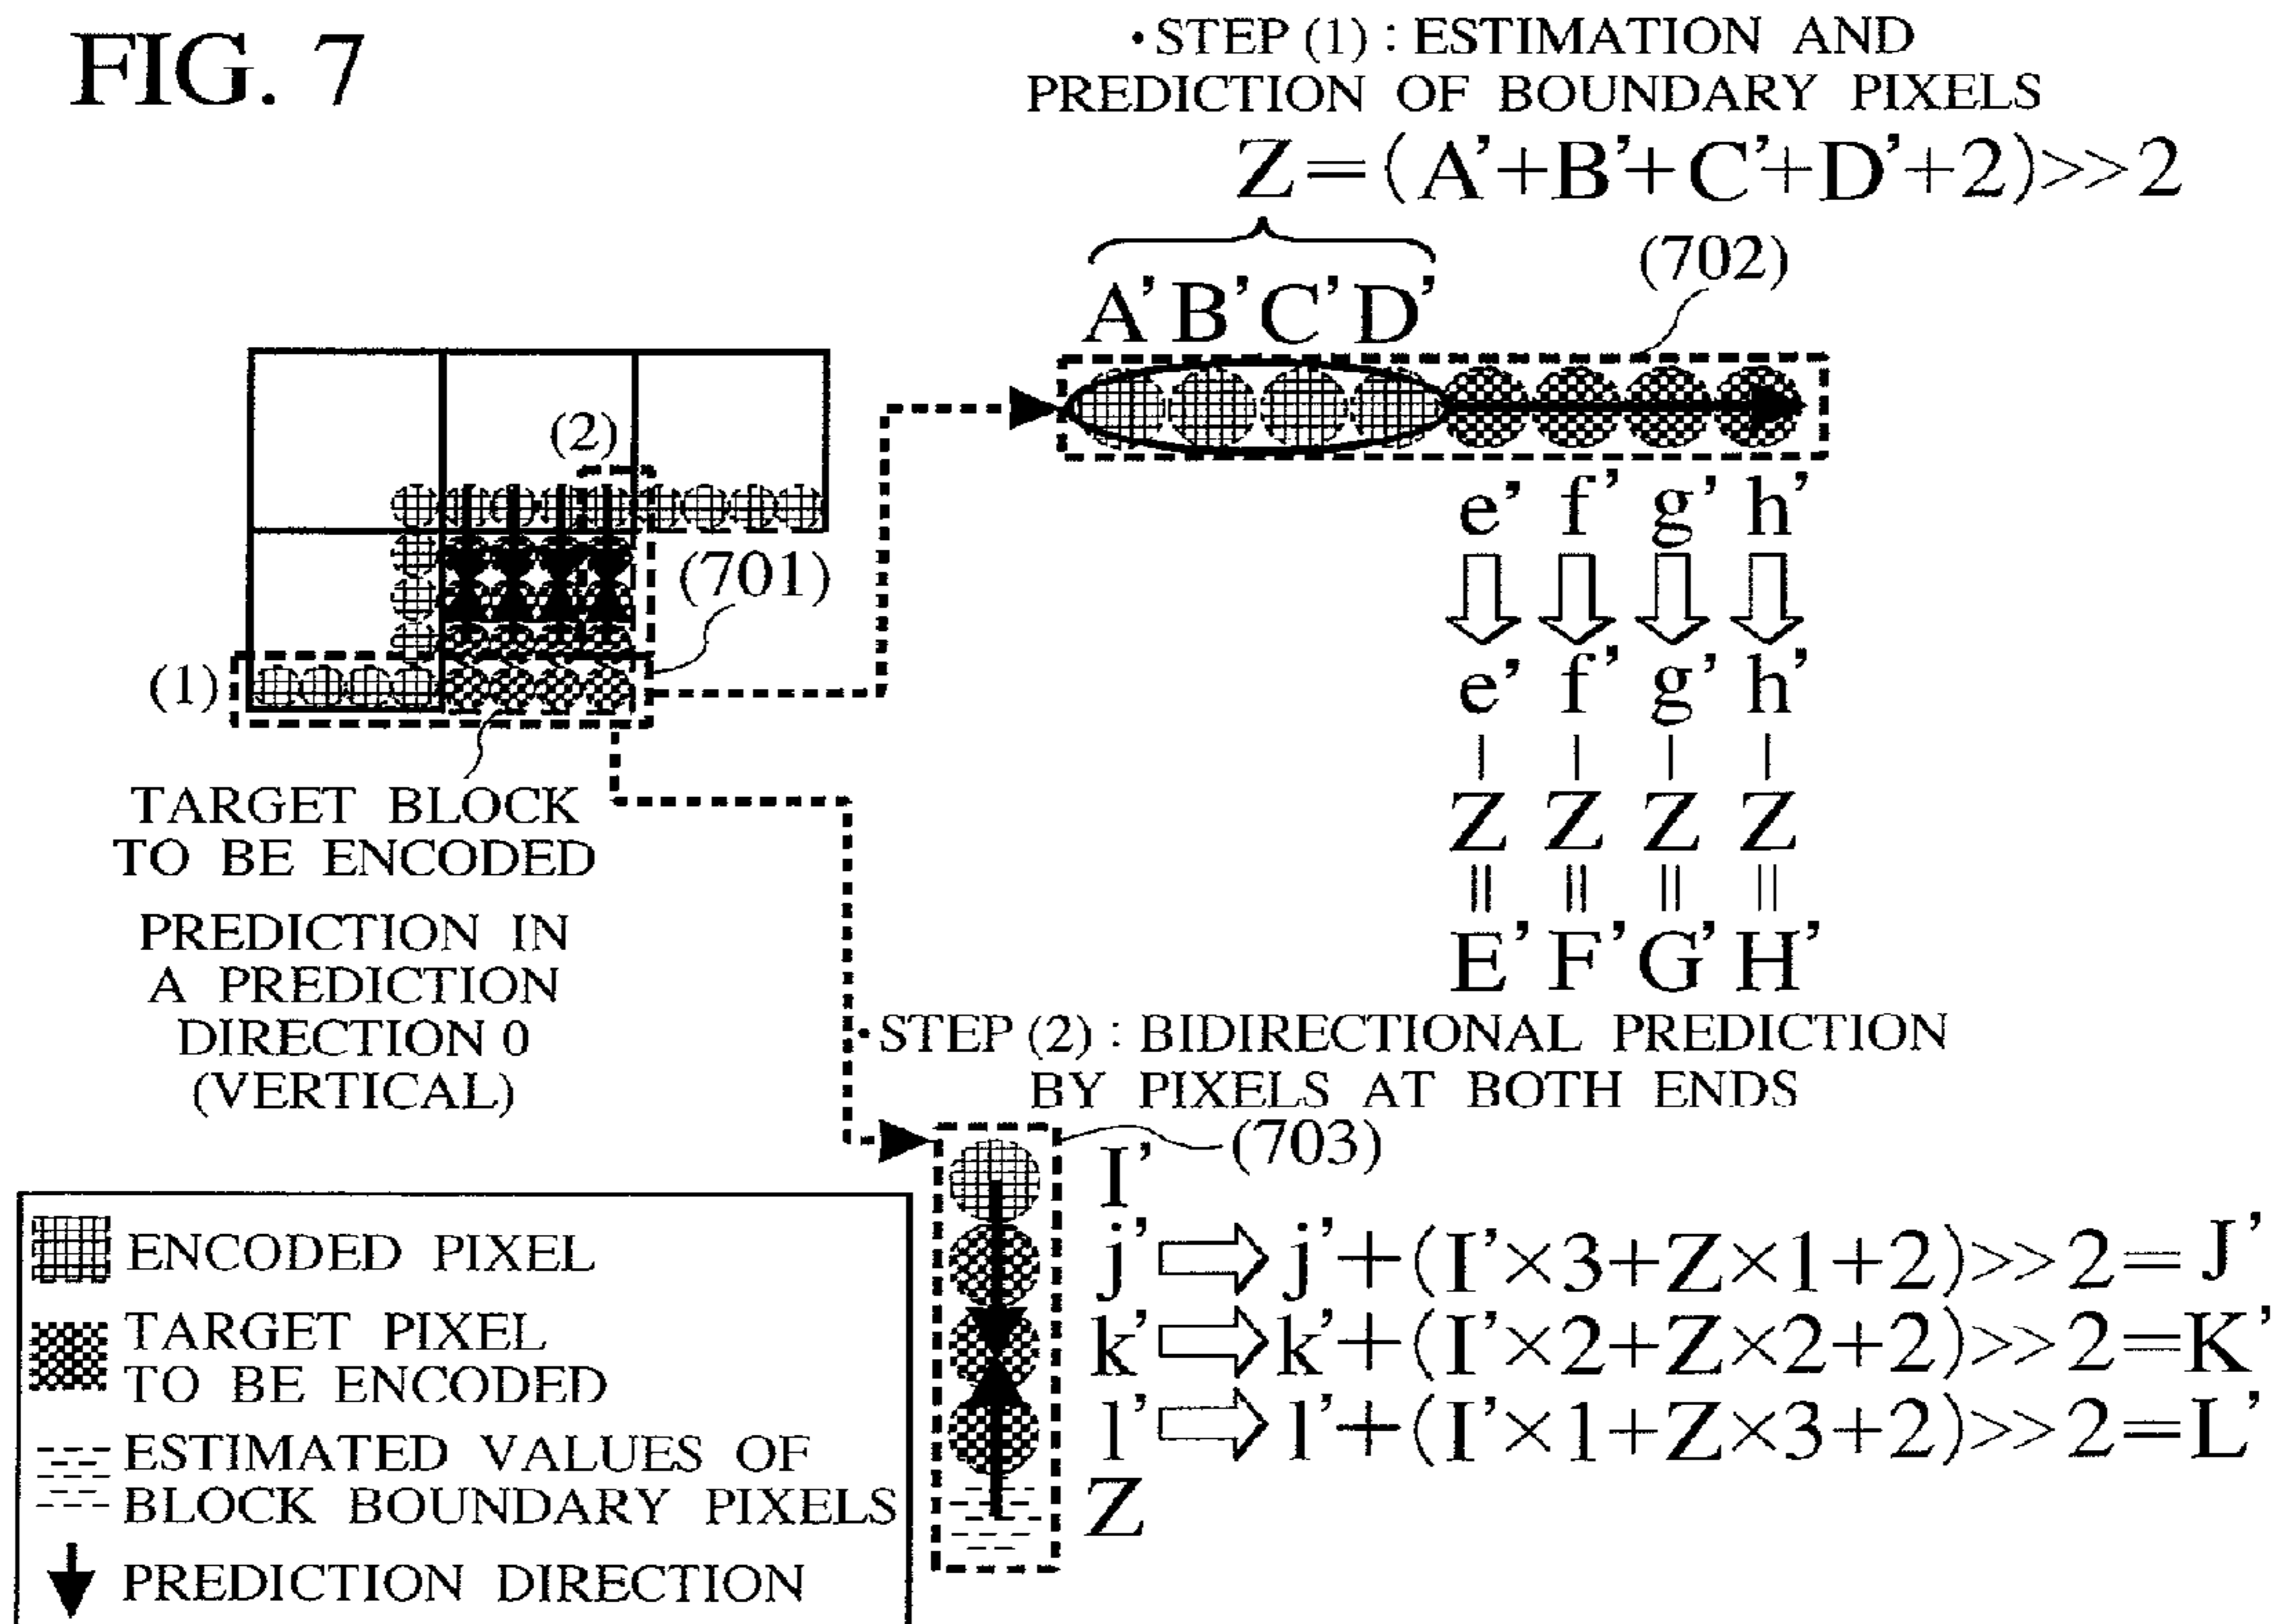 FIG. 7
•STEP (1) : ESTIMATION AND
PREDICTION OF BOUNDARY PIXELS
Z=(A'+B'+C'+D'+2)>>2
(702)
A' B' C' D'
(2)
(701)
(1)
e' f' g' h'
e' f' g' h'
| | | |
Z Z Z Z
|| || || ||
E' F' G' H'
TARGET BLOCK
TO BE ENCODED
PREDICTION IN
A PREDICTION
DIRECTION 0
(VERTICAL)
•STEP (2) : BIDIRECTIONAL PREDICTION
BY PIXELS AT BOTH ENDS
(703)
I'
j' ⇨ j'+(I'×3+Z×1+2)>>2=J'
k' ⇨ k'+(I'×2+Z×2+2)>>2=K'
l' ⇨ l'+(I'×1+Z×3+2)>>2=L'
Z
ENCODED PIXEL
TARGET PIXEL
TO BE ENCODED
ESTIMATED VALUES OF
BLOCK BOUNDARY PIXELS
PREDICTION DIRECTION